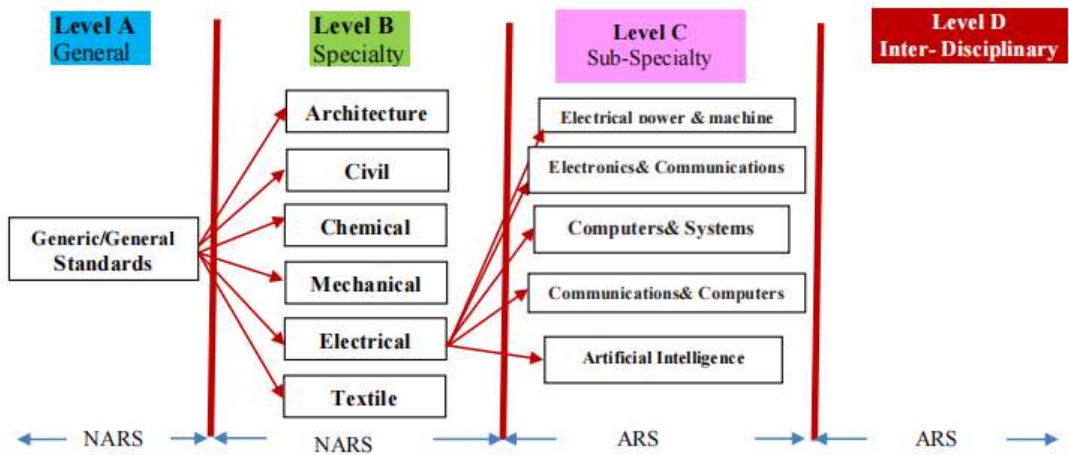 Level A
General
Level B
Specialty
Level C
Sub-Specialty
Level D
Inter- Disciplinary
Generic/General
Standards
Architecture
Civil
Chemical
Mechanical
Electrical
Textile
Electrical power & machine
Electronics& Communications
Computers& Systems
Communications& Computers
Artificial Intelligence
NARS
NARS
ARS
ARS